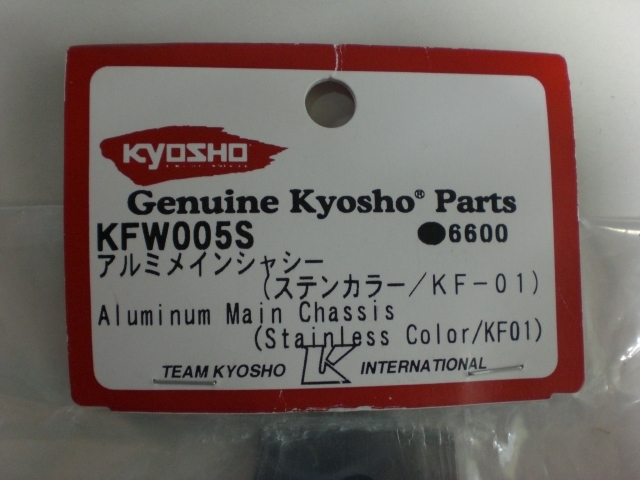 KYOSHO
Genuine Kyosho® Parts
KFW005S ●6600
アルミメインシャシー
(ステンカラー/KF-01)
Aluminum Main Chassis
(Stainless Color/KF01)
TEAM KYOSHO K INTERNATIONAL